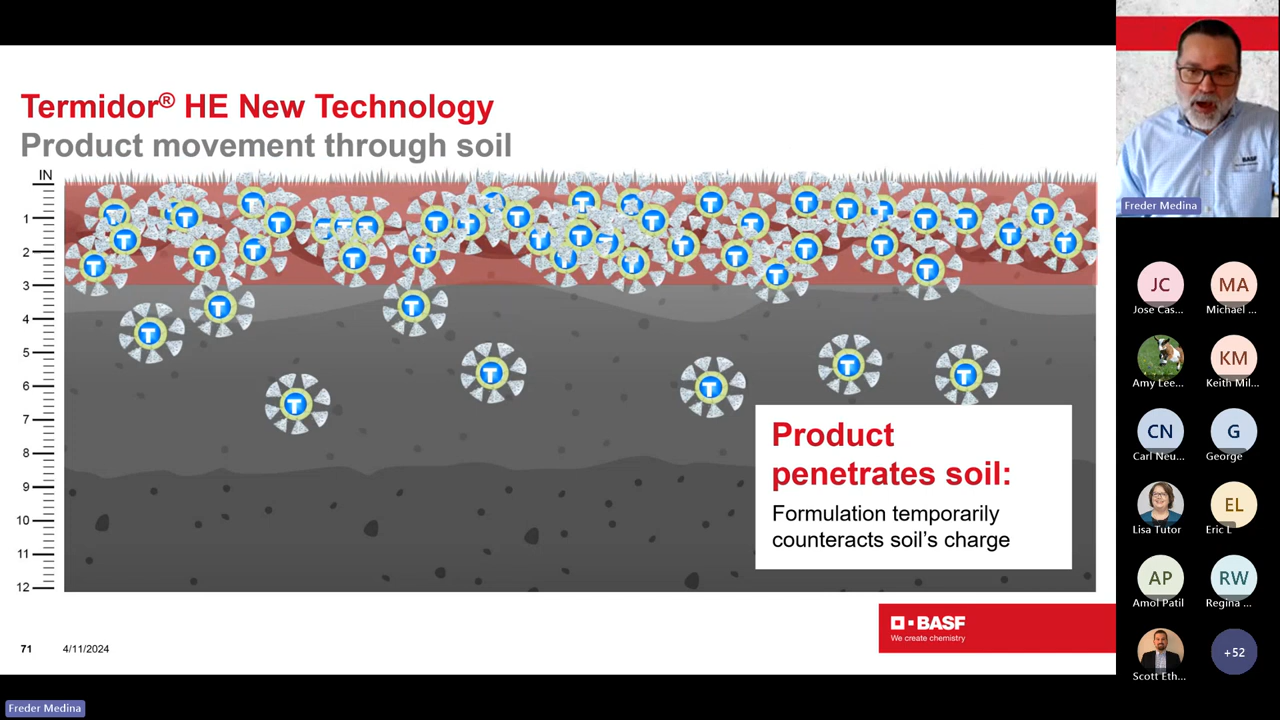 Termidor® HE New Technology
Product movement through soil
IN
1
2
3
4
5
6
7
8
9
10
11
12
Product
penetrates soil:
Formulation temporarily
counteracts soil's charge
BASF
We create chemistry
71 4/11/2024
Freder Medina
BASF
Freder Medina
JC
MA
Jose Cas...
Michael ...
KM
Amy Lee...
Keith Mil...
CN
G
Carl Neu...
George
EL
Lisa Tutor
Eric L
AP
RW
Amol Patil
Regina ...
+52
Scott Eth...